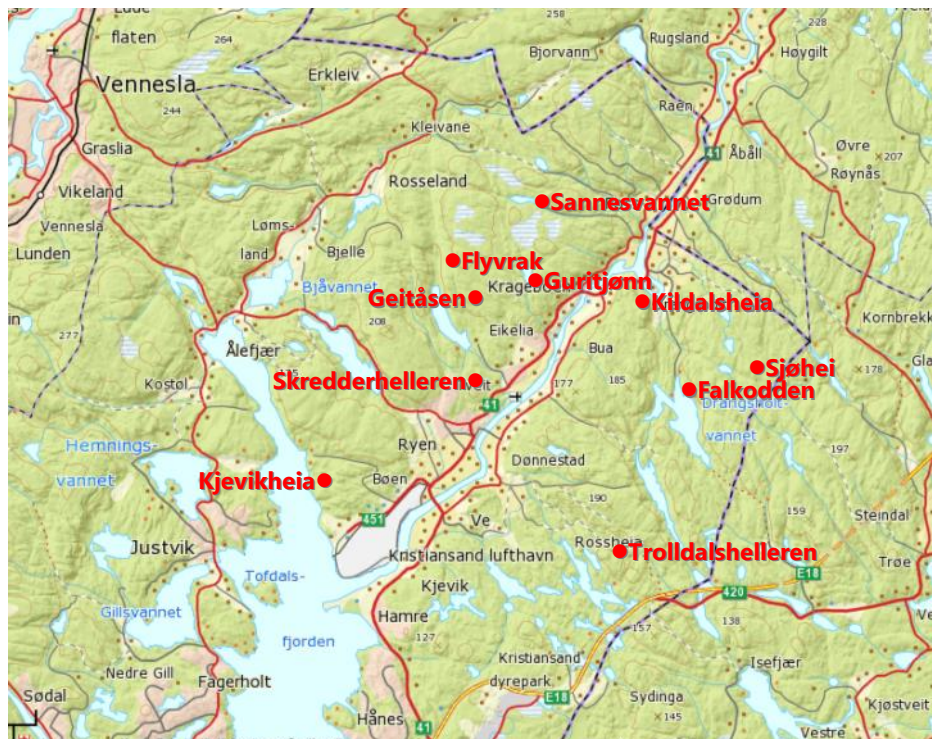 flaten
264
258
Rugsland
228
Bjorvann
Høygilt
Vennesla
Erkleiv
244
Raen
Kleivane
Graslia
41
Åbåll
Øvre
207
Røynås
Vikeland
Rosseland
Sannesvannet
Grødum
Vennesla
Løms-
land
Bjelle
Lunden
Flyvrak
Bjåvannet
Guritjønn
Geitåsen
Kildalsheia
in
277
208
Eikelia
Kornbrekk
Ålefjær
Bua
Kostøl
Skredderhelleren
177
185
Sjøhei
178
Falkodden
41
Drangsholt-
vannet
Hemnings-
vannet
Ryen
197
Dønnestad
Kjevikheia
Bøen
190
159
451
Ve
Steindal
Justvik
Kristiansand lufthavn
Rossheia
Trolldalshelleren
Trøe
Tofdals-
fjorden
Kjevik
E18
420
Gillsvannet
Hamre
127
157
138
Nedre Gill
Fagerholt
Kristiansand
dyrepark
Isefjær
E18
Sødal
Sydinga
Kjøstveit
145
Hånes
41
Vestre